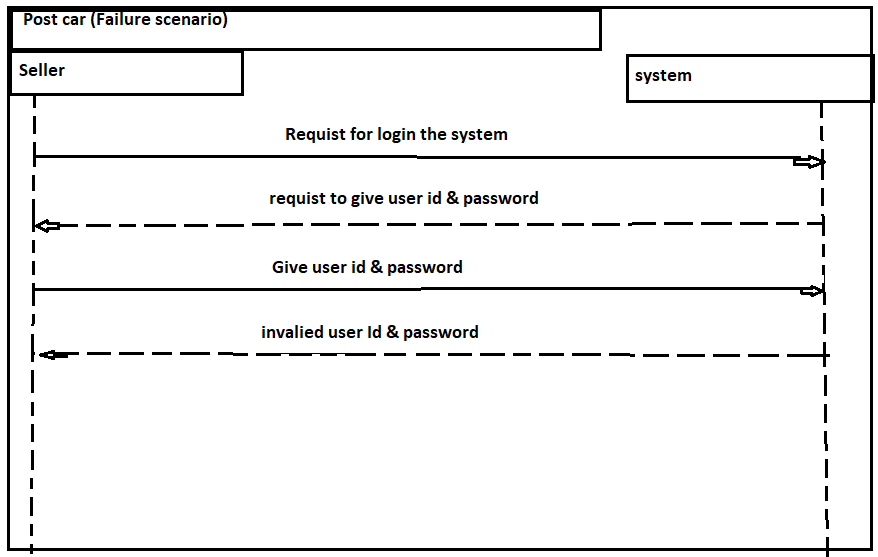 Post car (Failure scenario)
Seller
system
Requist for login the system
requist to give user id & password
Give user id & password
invalied user Id & password